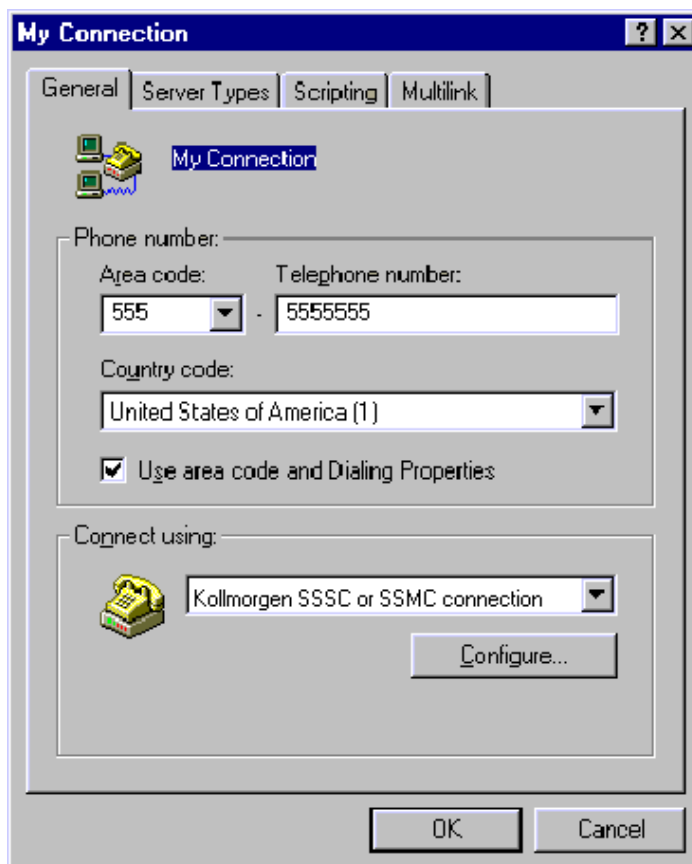 My Connection
General Server Types Scripting Multilink
My Connection
Phone number:
Area code: Telephone number:
555 - 5555555
Country code:
United States of America (1)
Use area code and Dialing Properties
Connect using:
Kollmorgen SSSC or SSMC connection
Configure...
OK Cancel